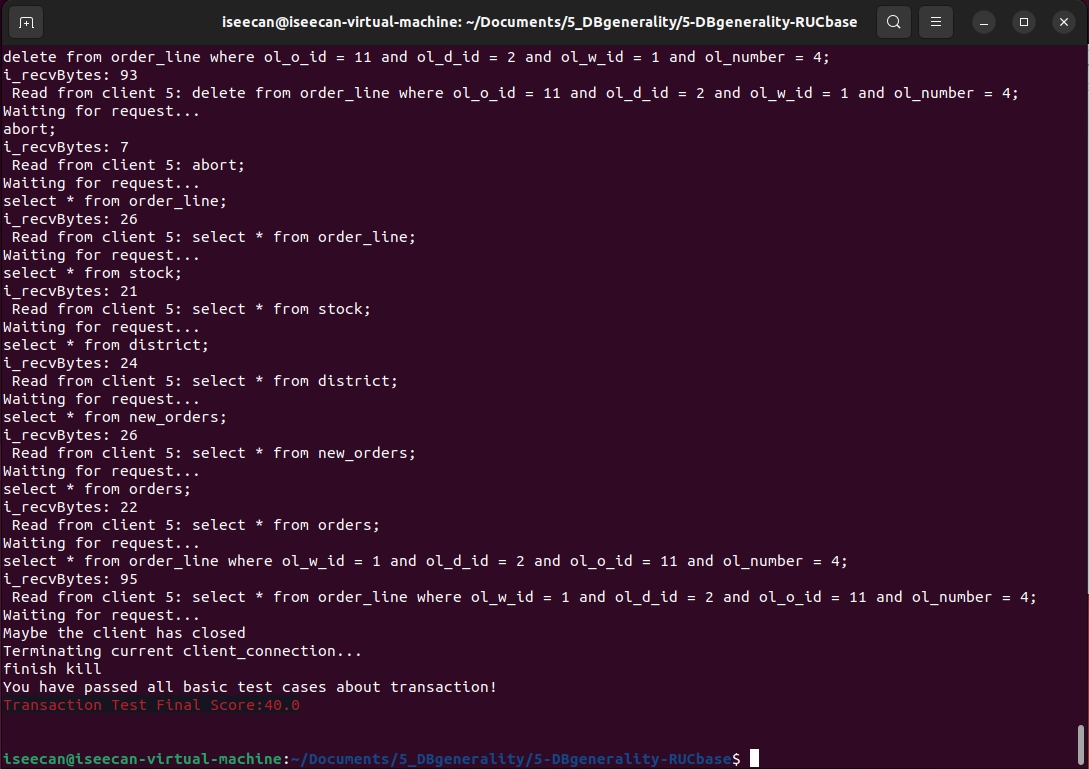 iseecan@iseecan-virtual-machine: ~/Documents/5_DBgenerality/5-DBgenerality-RUCbase
delete from order_line where ol_o_id = 11 and ol_d_id = 2 and ol_w_id = 1 and ol_number = 4;
i_recvBytes: 93
 Read from client 5: delete from order_line where ol_o_id = 11 and ol_d_id = 2 and ol_w_id = 1 and ol_number = 4;
Waiting for request...
abort;
i_recvBytes: 7
 Read from client 5: abort;
Waiting for request...
select * from order_line;
i_recvBytes: 26
 Read from client 5: select * from order_line;
Waiting for request...
select * from stock;
i_recvBytes: 21
 Read from client 5: select * from stock;
Waiting for request...
select * from district;
i_recvBytes: 24
 Read from client 5: select * from district;
Waiting for request...
select * from new_orders;
i_recvBytes: 26
 Read from client 5: select * from new_orders;
Waiting for request...
select * from orders;
i_recvBytes: 22
 Read from client 5: select * from orders;
Waiting for request...
select * from order_line where ol_w_id = 1 and ol_d_id = 2 and ol_o_id = 11 and ol_number = 4;
i_recvBytes: 95
 Read from client 5: select * from order_line where ol_w_id = 1 and ol_d_id = 2 and ol_o_id = 11 and ol_number = 4;
Waiting for request...
Maybe the client has closed
Terminating current client_connection...
finish kill
You have passed all basic test cases about transaction!
Transaction Test Final Score:40.0
iseecan@iseecan-virtual-machine:~/Documents/5_DBgenerality/5-DBgenerality-RUCbase$